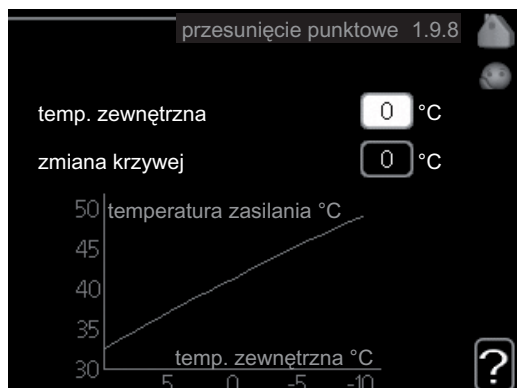 przesunięcie punktowe 1.9.8
temp. zewnętrzna 0 °C
zmiana krzywej 0 °C
50 temperatura zasilania °C
45
40
35
30 temp. zewnętrzna °C
5 0 -5 -10
?